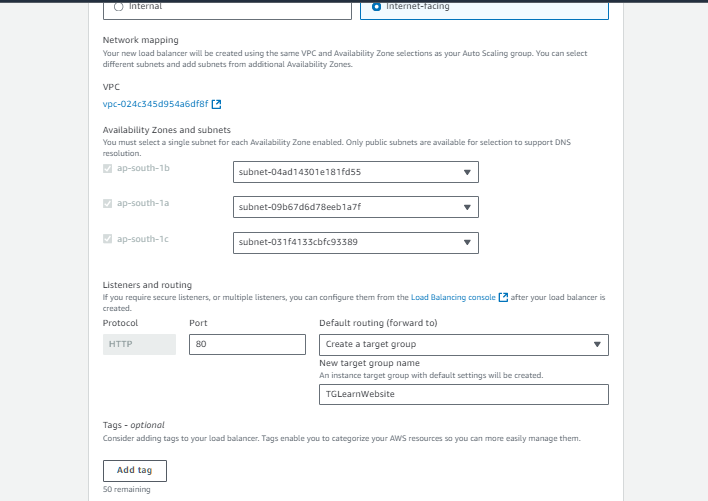 Internal
Internet-facing
Network mapping
Your new load balancer will be created using the same VPC and Availability Zone selections as your Auto Scaling group. You can select
different subnets and add subnets from additional Availability Zones.
VPC
vpc-024c345d954a6df8f
Availability Zones and subnets
You must select a single subnet for each Availability Zone enabled. Only public subnets are available for selection to support DNS
resolution.
ap-south-1b
subnet-04ad14301e181fd55
ap-south-1a
subnet-09b67d6d78eeb1a7f
ap-south-1c
subnet-031f4133cbfc93389
Listeners and routing
If you require secure listeners, or multiple listeners, you can configure them from the Load Balancing console after your load balancer is
created.
Protocol
Port
Default routing (forward to)
HTTP
80
Create a target group
New target group name
An instance target group with default settings will be created.
TGLearnWebsite
Tags - optional
Consider adding tags to your load balancer. Tags enable you to categorize your AWS resources so you can more easily manage them.
Add tag
50 remaining